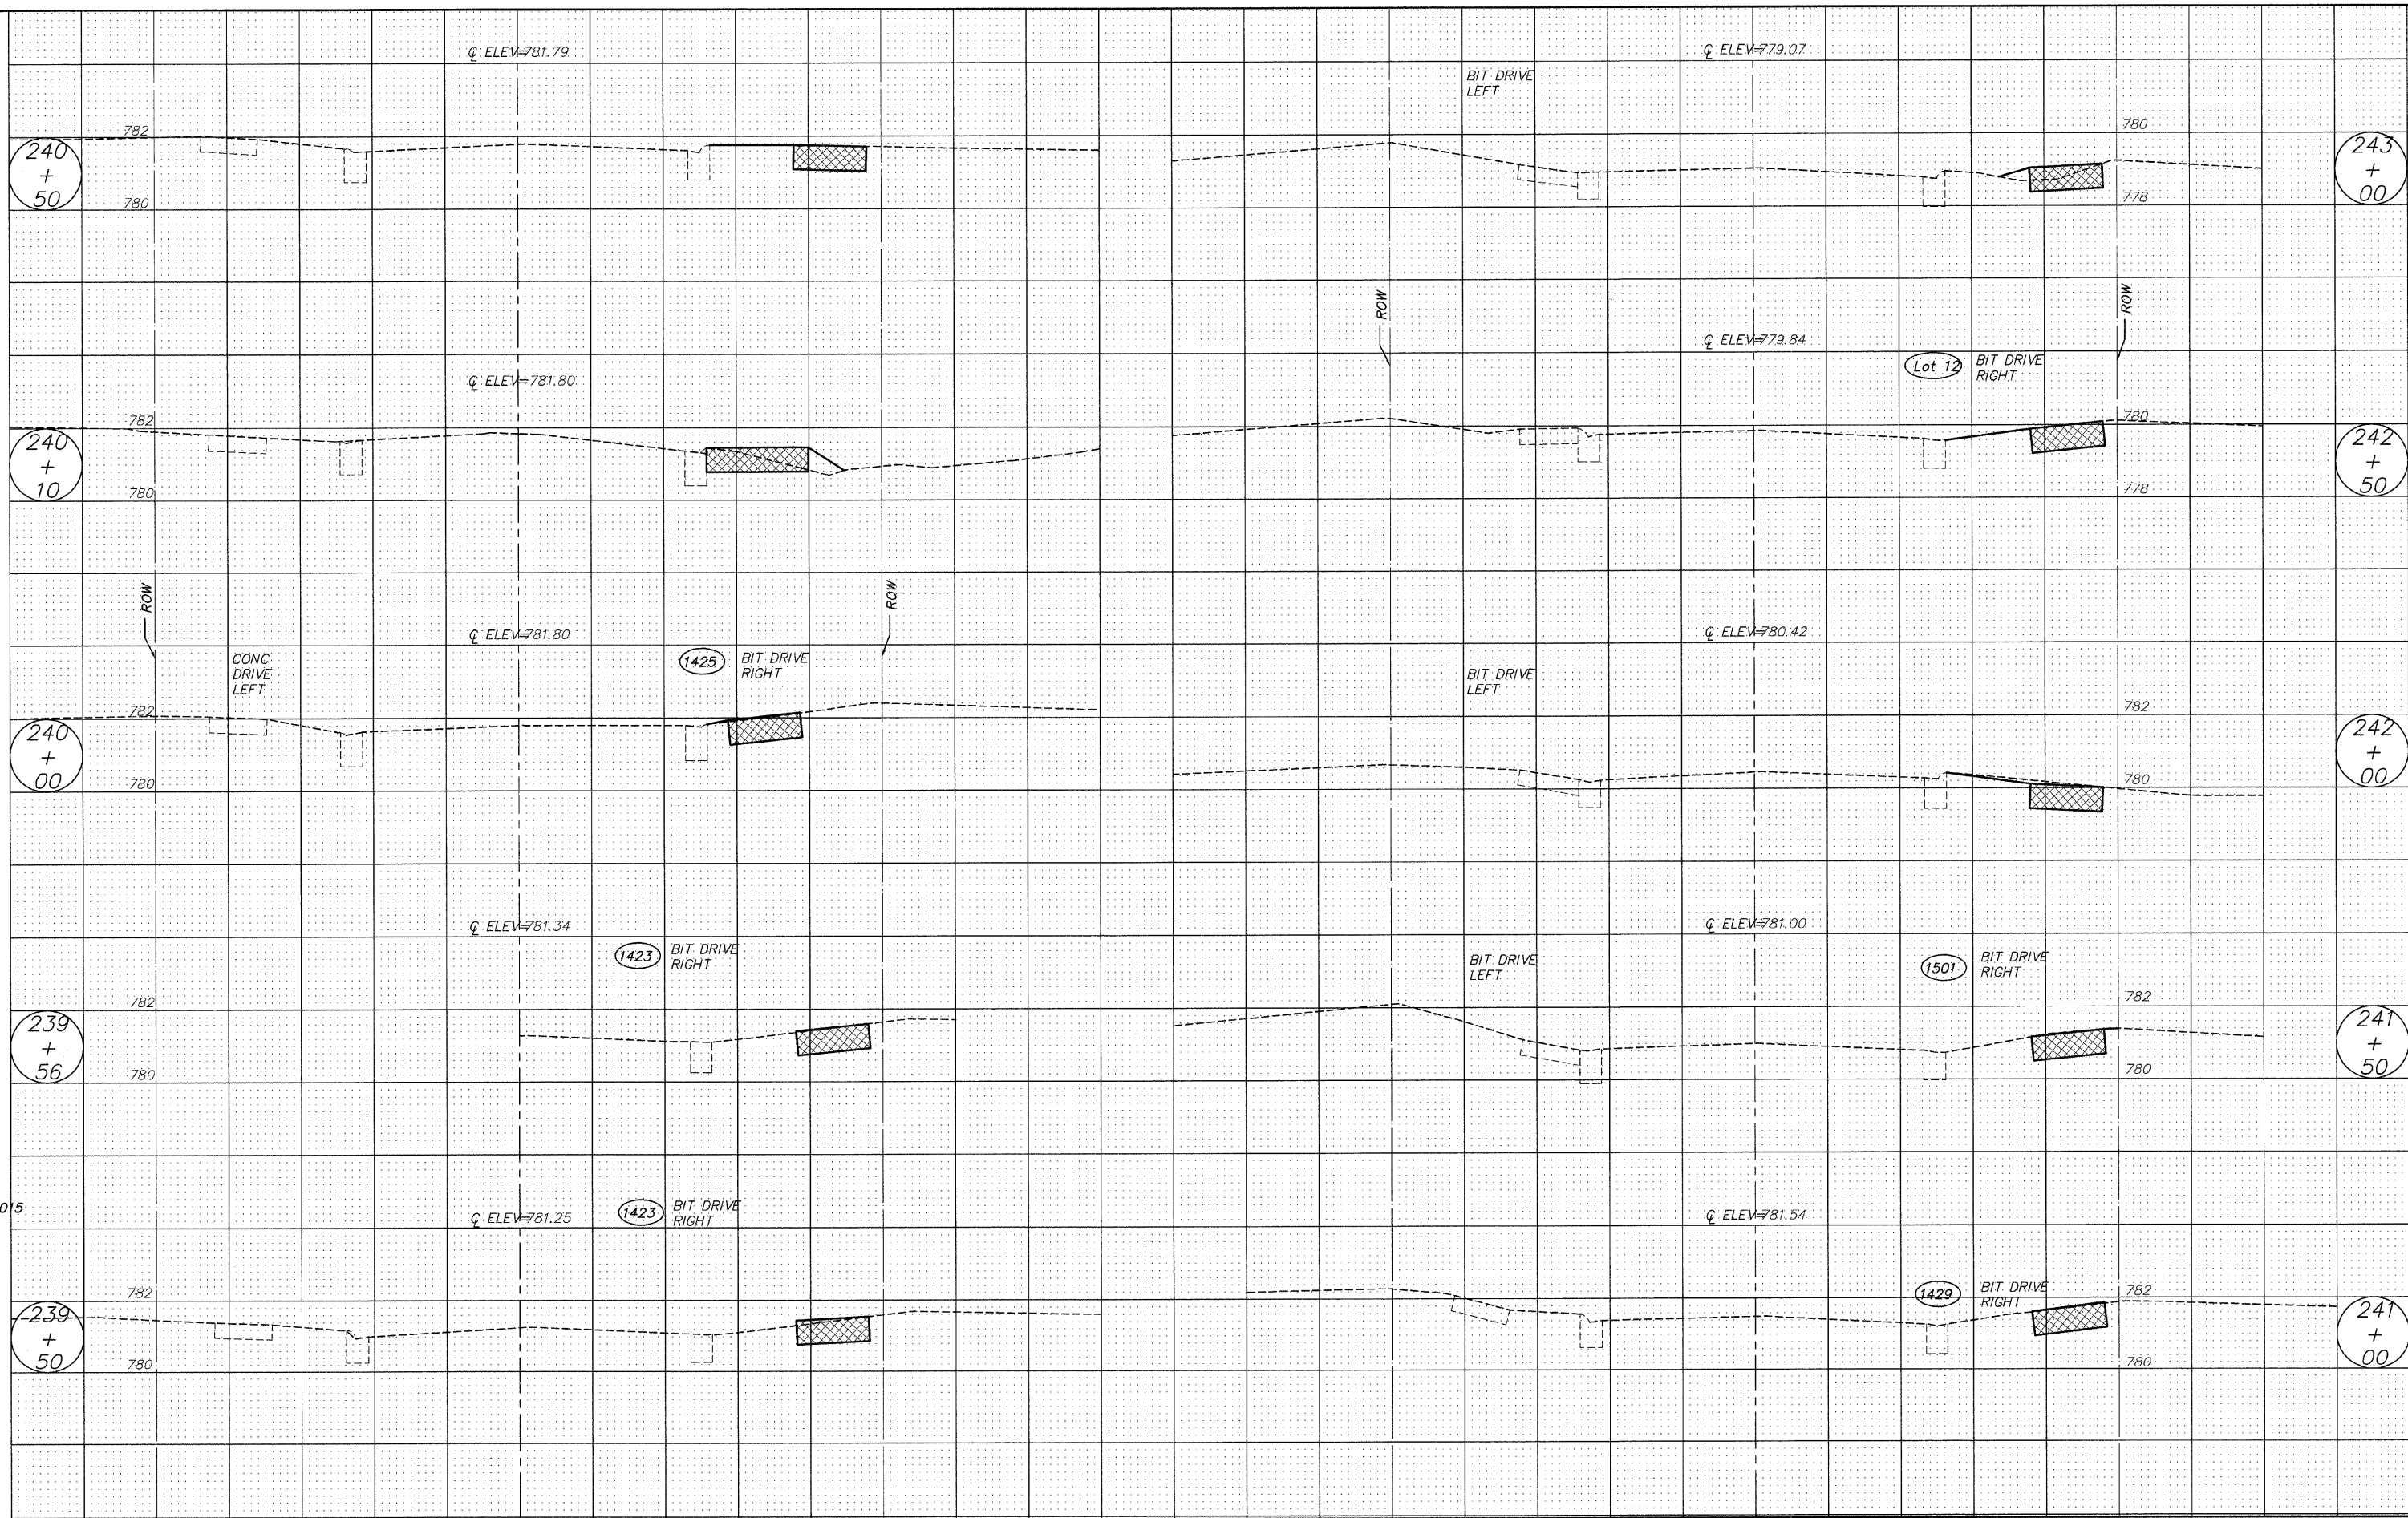 ℄ ELEV=781.79
782
240
+
50
780
℄ ELEV=781.80
782
240
+
10
780
ROW
ROW
℄ ELEV=781.80
CONC
DRIVE
LEFT
1425
BIT DRIVE
RIGHT
782
240
+
00
780
℄ ELEV=781.34
1423
BIT DRIVE
RIGHT
782
239
+
56
780
015
℄ ELEV=781.25
1423
BIT DRIVE
RIGHT
782
239
+
50
780
℄ ELEV=779.07
BIT DRIVE
LEFT
780
243
+
00
778
ROW
ROW
℄ ELEV=779.84
Lot 12
BIT DRIVE
RIGHT
780
242
+
50
778
℄ ELEV=780.42
BIT DRIVE
LEFT
782
242
+
00
780
℄ ELEV=781.00
BIT DRIVE
LEFT
1501
BIT DRIVE
RIGHT
782
241
+
50
780
℄ ELEV=781.54
1429
BIT DRIVE
RIGHT
782
241
+
00
780